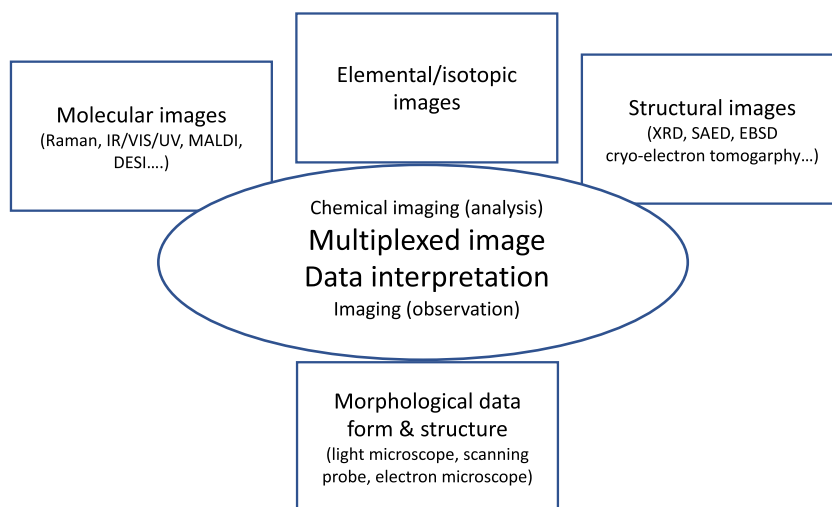 Molecular images
(Raman, IR/VIS/UV, MALDI,
DESI....)
Elemental/isotopic
images
Structural images
(XRD, SAED, EBSD
cryo-electron tomogarphy...)
Chemical imaging (analysis)
Multiplexed image
Data interpretation
Imaging (observation)
Morphological data
form & structure
(light microscope, scanning
probe, electron microscope)